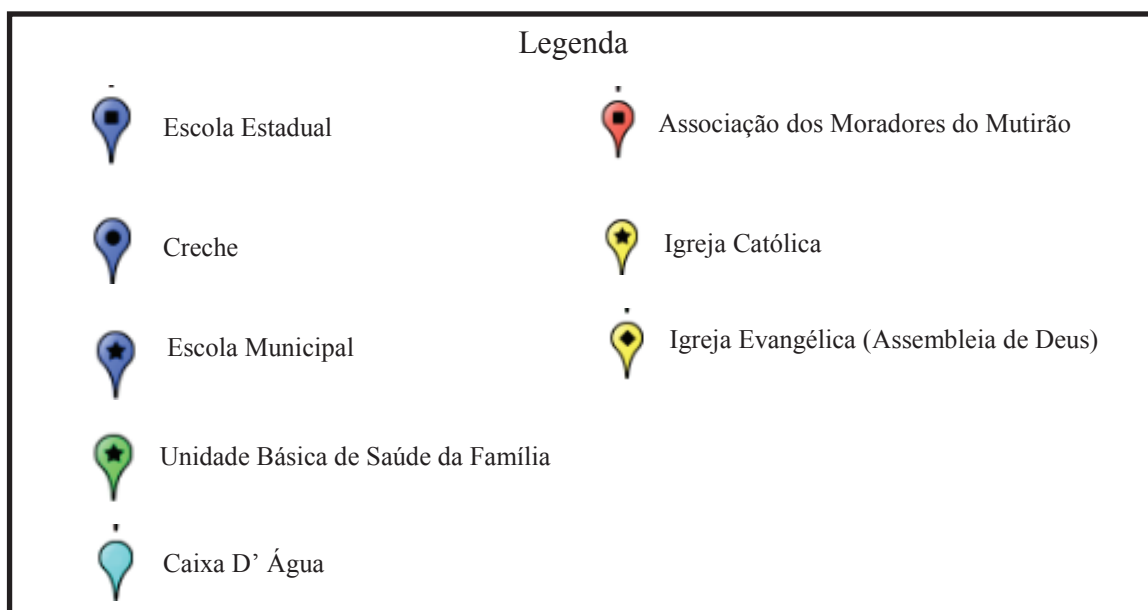 Legenda
Escola Estadual
Creche
Escola Municipal
Unidade Básica de Saúde da Família
Caixa D’ Água
Associação dos Moradores do Mutirão
Igreja Católica
Igreja Evangélica (Assembleia de Deus)